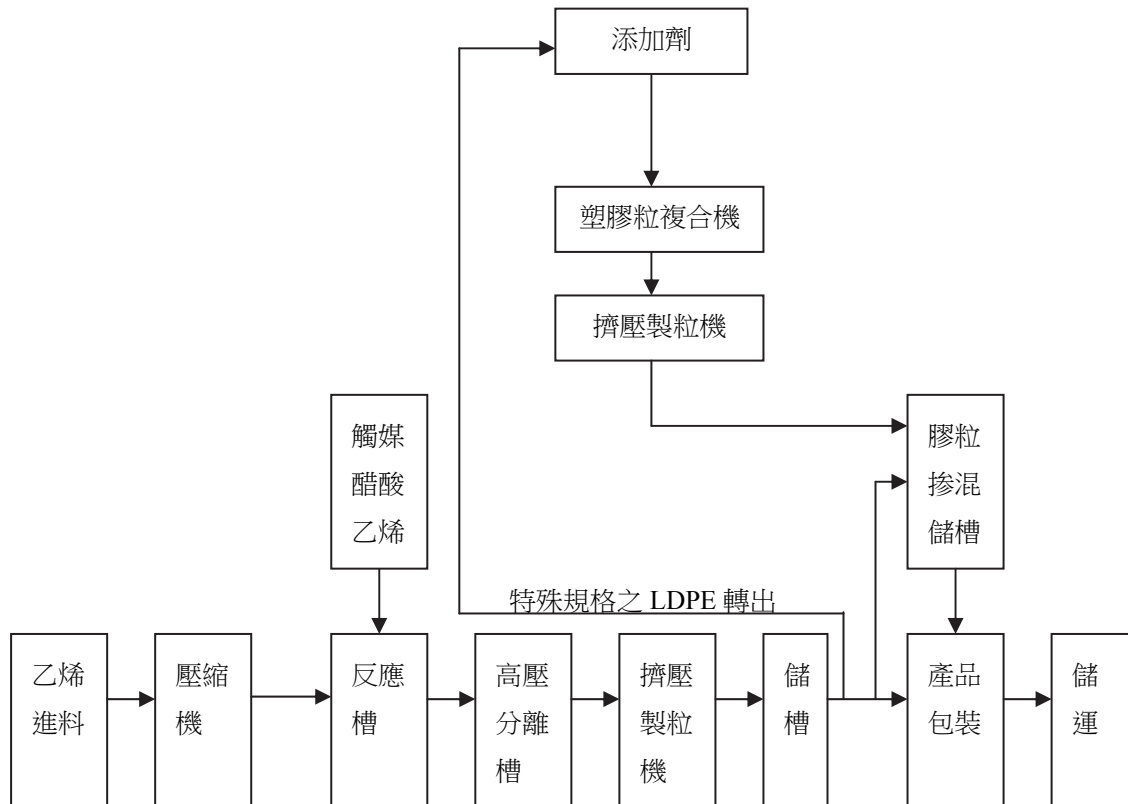 添加劑
塑膠粒複合機
擠壓製粒機
觸媒
醋酸
乙烯
膠粒
摻混
儲槽
特殊規格之 LDPE 轉出
乙烯
進料
壓縮
機
反應
槽
高壓
分離
槽
擠壓
製粒
機
儲
槽
產品
包裝
儲
運